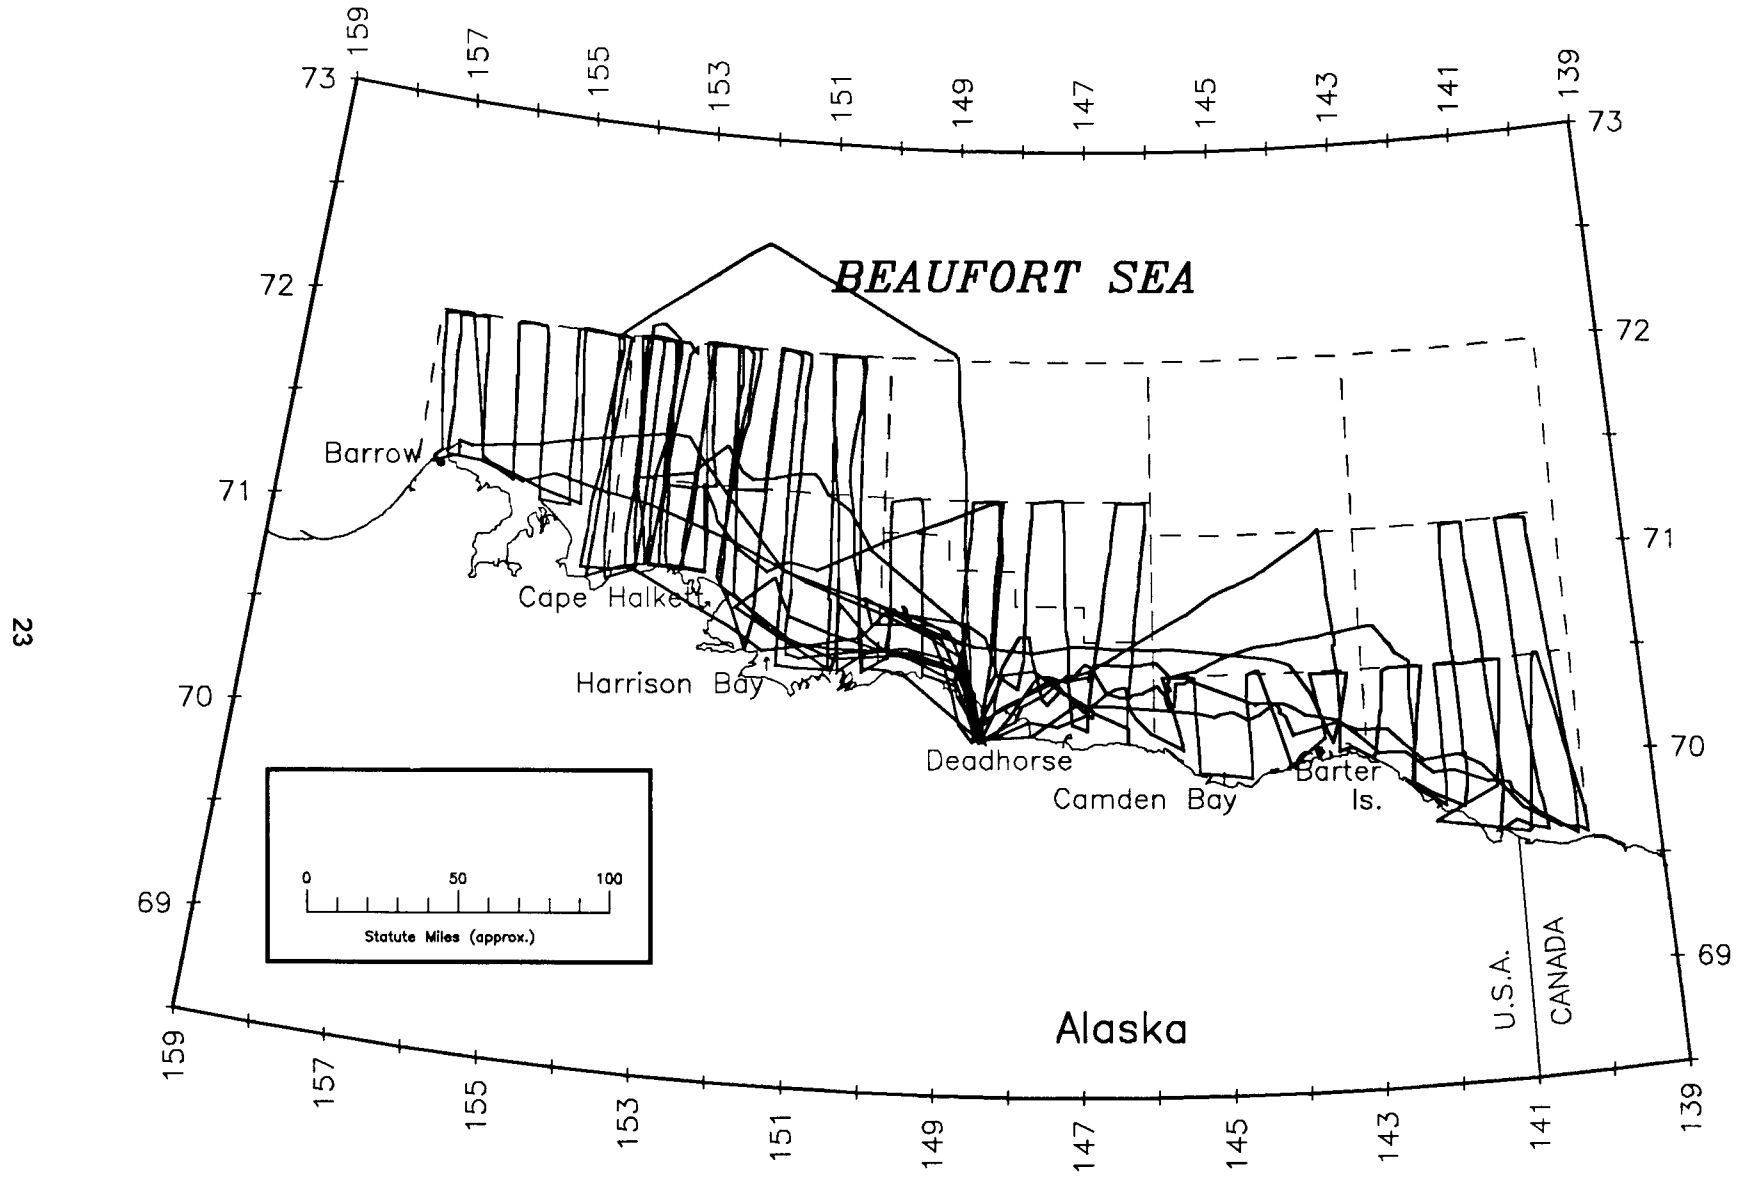 159
157
155
153
151
149
147
145
143
141
139
73
73
BEAUFORT SEA
72
72
Barrow
71
71
Cape Halkett
23
Harrison Bay
70
70
Deadhorse
Barter
Is.
Camden Bay
0 50 100
Statute Miles (approx.)
69
69
U.S.A.
CANADA
Alaska
159
157
155
153
151
149
147
145
143
141
139